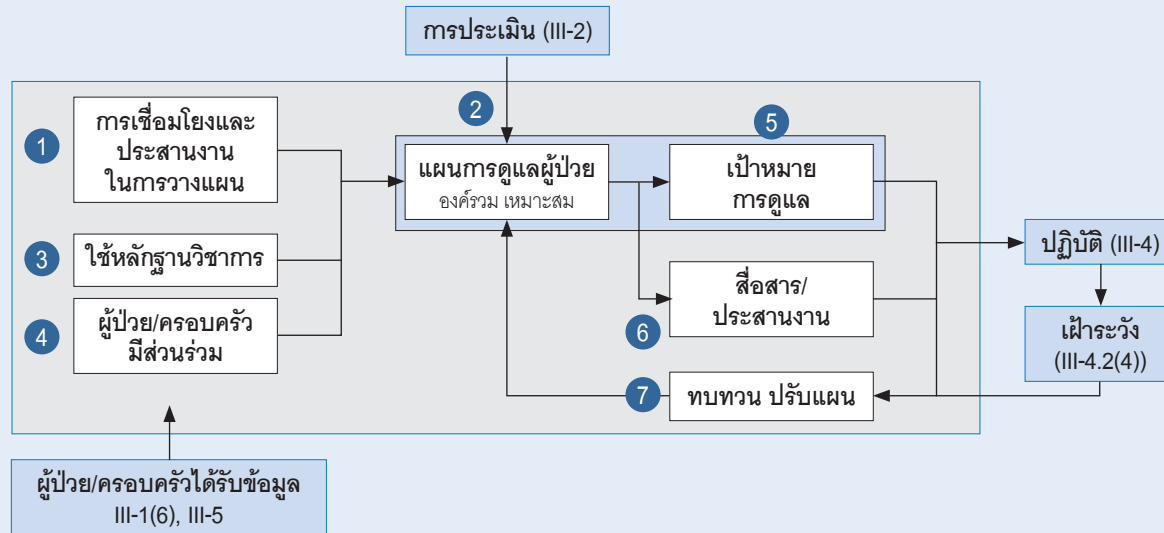 การประเมิน (III-2)
1
การเชื่อมโยงและ
ประสานงาน
ในการวางแผน
2
แผนการดูแลผู้ป่วย
องค์รวม เหมาะสม
5
เป้าหมาย
การดูแล
3
ใช้หลักฐานวิชาการ
4
ผู้ป่วย/ครอบครัว
มีส่วนร่วม
6
สื่อสาร/
ประสานงาน
7
ทบทวน ปรับแผน
ปฏิบัติ (III-4)
เฝ้าระวัง
(III-4.2(4))
ผู้ป่วย/ครอบครัวได้รับข้อมูล
III-1(6), III-5